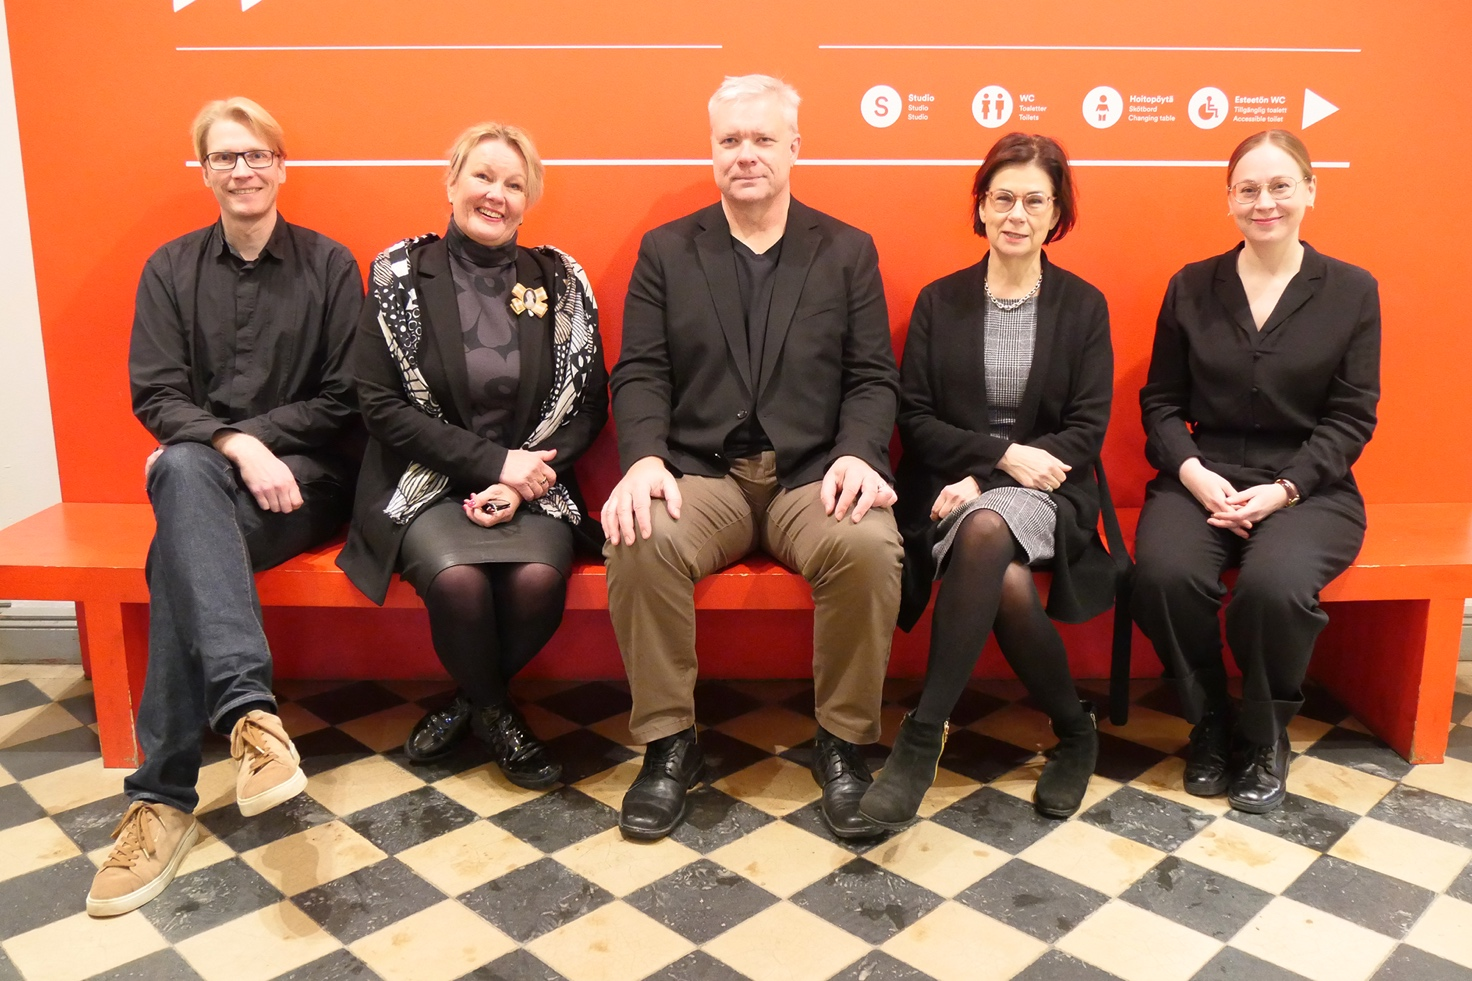 S
Studio
Studio
Studio
WC
Toaletter
Toilets
Hoitopöytä
Skötbord
Changing table
Esteetön WC
Tillgänglig toalett
Accessible toilet